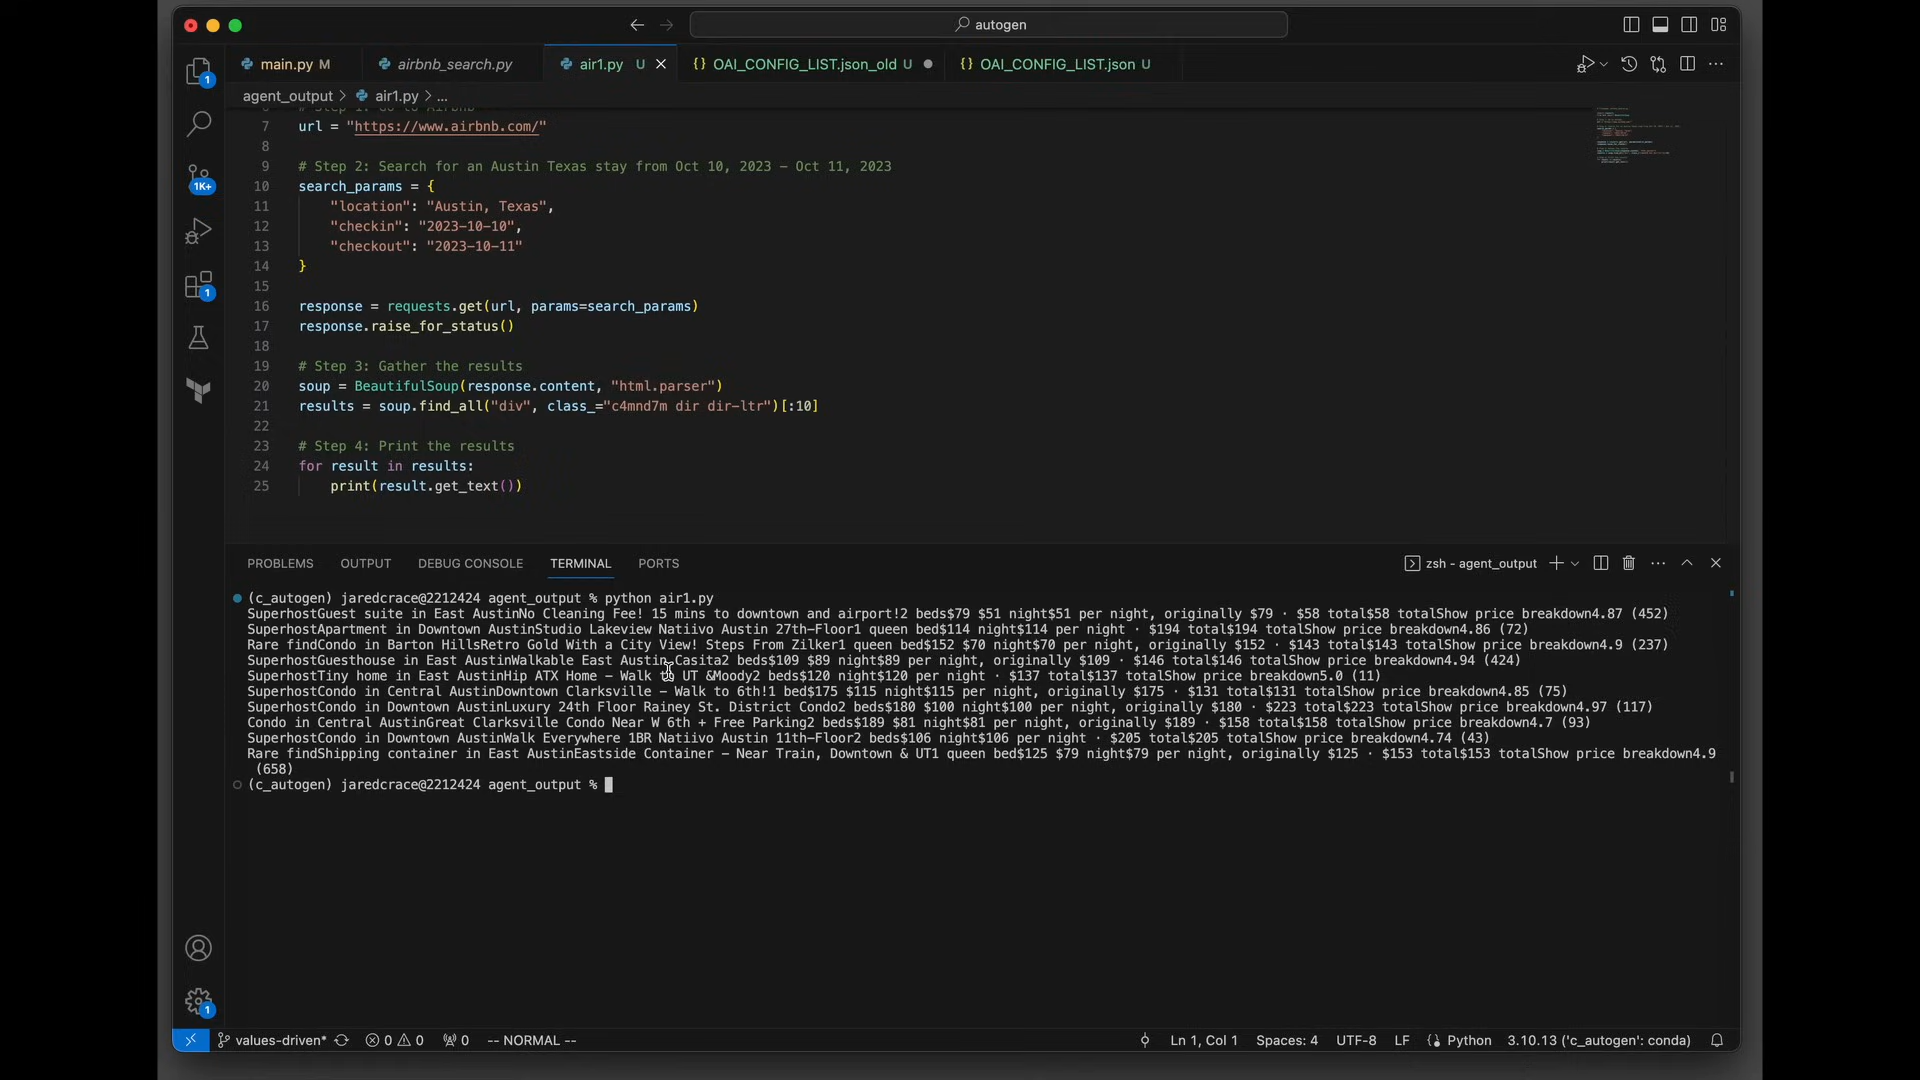 autogen
main.py M
airbnb_search.py
air1.py U
OAI_CONFIG_LIST.json_old U
OAI_CONFIG_LIST.json U
agent_output > air1.py > ...
6 # Step 1: Go to Airbnb
7 url = "https://www.airbnb.com/"
8
9 # Step 2: Search for an Austin Texas stay from Oct 10, 2023 – Oct 11, 2023
10 search_params = {
11 "location": "Austin, Texas",
12 "checkin": "2023-10-10",
13 "checkout": "2023-10-11"
14 }
15
16 response = requests.get(url, params=search_params)
17 response.raise_for_status()
18
19 # Step 3: Gather the results
20 soup = BeautifulSoup(response.content, "html.parser")
21 results = soup.find_all("div", class_="c4mnd7m dir dir-ltr")[:10]
22
23 # Step 4: Print the results
24 for result in results:
25 print(result.get_text())
1
1K+
1
1
PROBLEMS OUTPUT DEBUG CONSOLE TERMINAL PORTS
zsh - agent_output
(c_autogen) jaredcrace@2212424 agent_output % python air1.py
SuperhostGuest suite in East AustinNo Cleaning Fee! 15 mins to downtown and airport!2 beds$79 $51 night$51 per night, originally $79 · $58 total$58 totalShow price breakdown4.87 (452)
SuperhostApartment in Downtown AustinStudio Lakeview Natiivo Austin 27th-Floor1 queen bed$114 night$114 per night · $194 total$194 totalShow price breakdown4.86 (72)
Rare findCondo in Barton HillsRetro Gold With a City View! Steps From Zilker1 queen bed$152 $70 night$70 per night, originally $152 · $143 total$143 totalShow price breakdown4.9 (237)
SuperhostGuesthouse in East AustinWalkable East Austin Casita2 beds$109 $89 night$89 per night, originally $109 · $146 total$146 totalShow price breakdown4.94 (424)
SuperhostTiny home in East AustinHip ATX Home – Walk to UT &Moody2 beds$120 night$120 per night · $137 total$137 totalShow price breakdown5.0 (11)
SuperhostCondo in Central AustinDowntown Clarksville – Walk to 6th!1 bed$175 $115 night$115 per night, originally $175 · $131 total$131 totalShow price breakdown4.85 (75)
SuperhostCondo in Downtown AustinLuxury 24th Floor Rainey St. District Condo2 beds$180 $100 night$100 per night, originally $180 · $223 total$223 totalShow price breakdown4.97 (117)
Condo in Central AustinGreat Clarksville Condo Near W 6th + Free Parking2 beds$189 $81 night$81 per night, originally $189 · $158 total$158 totalShow price breakdown4.7 (93)
SuperhostCondo in Downtown AustinWalk Everywhere 1BR Natiivo Austin 11th-Floor2 beds$106 night$106 per night · $205 total$205 totalShow price breakdown4.74 (43)
Rare findShipping container in East AustinEastside Container – Near Train, Downtown & UT1 queen bed$125 $79 night$79 per night, originally $125 · $153 total$153 totalShow price breakdown4.9
(658)
(c_autogen) jaredcrace@2212424 agent_output %
values-driven* 0 0 0 -- NORMAL -- Ln 1, Col 1 Spaces: 4 UTF-8 LF Python 3.10.13 ('c_autogen': conda)